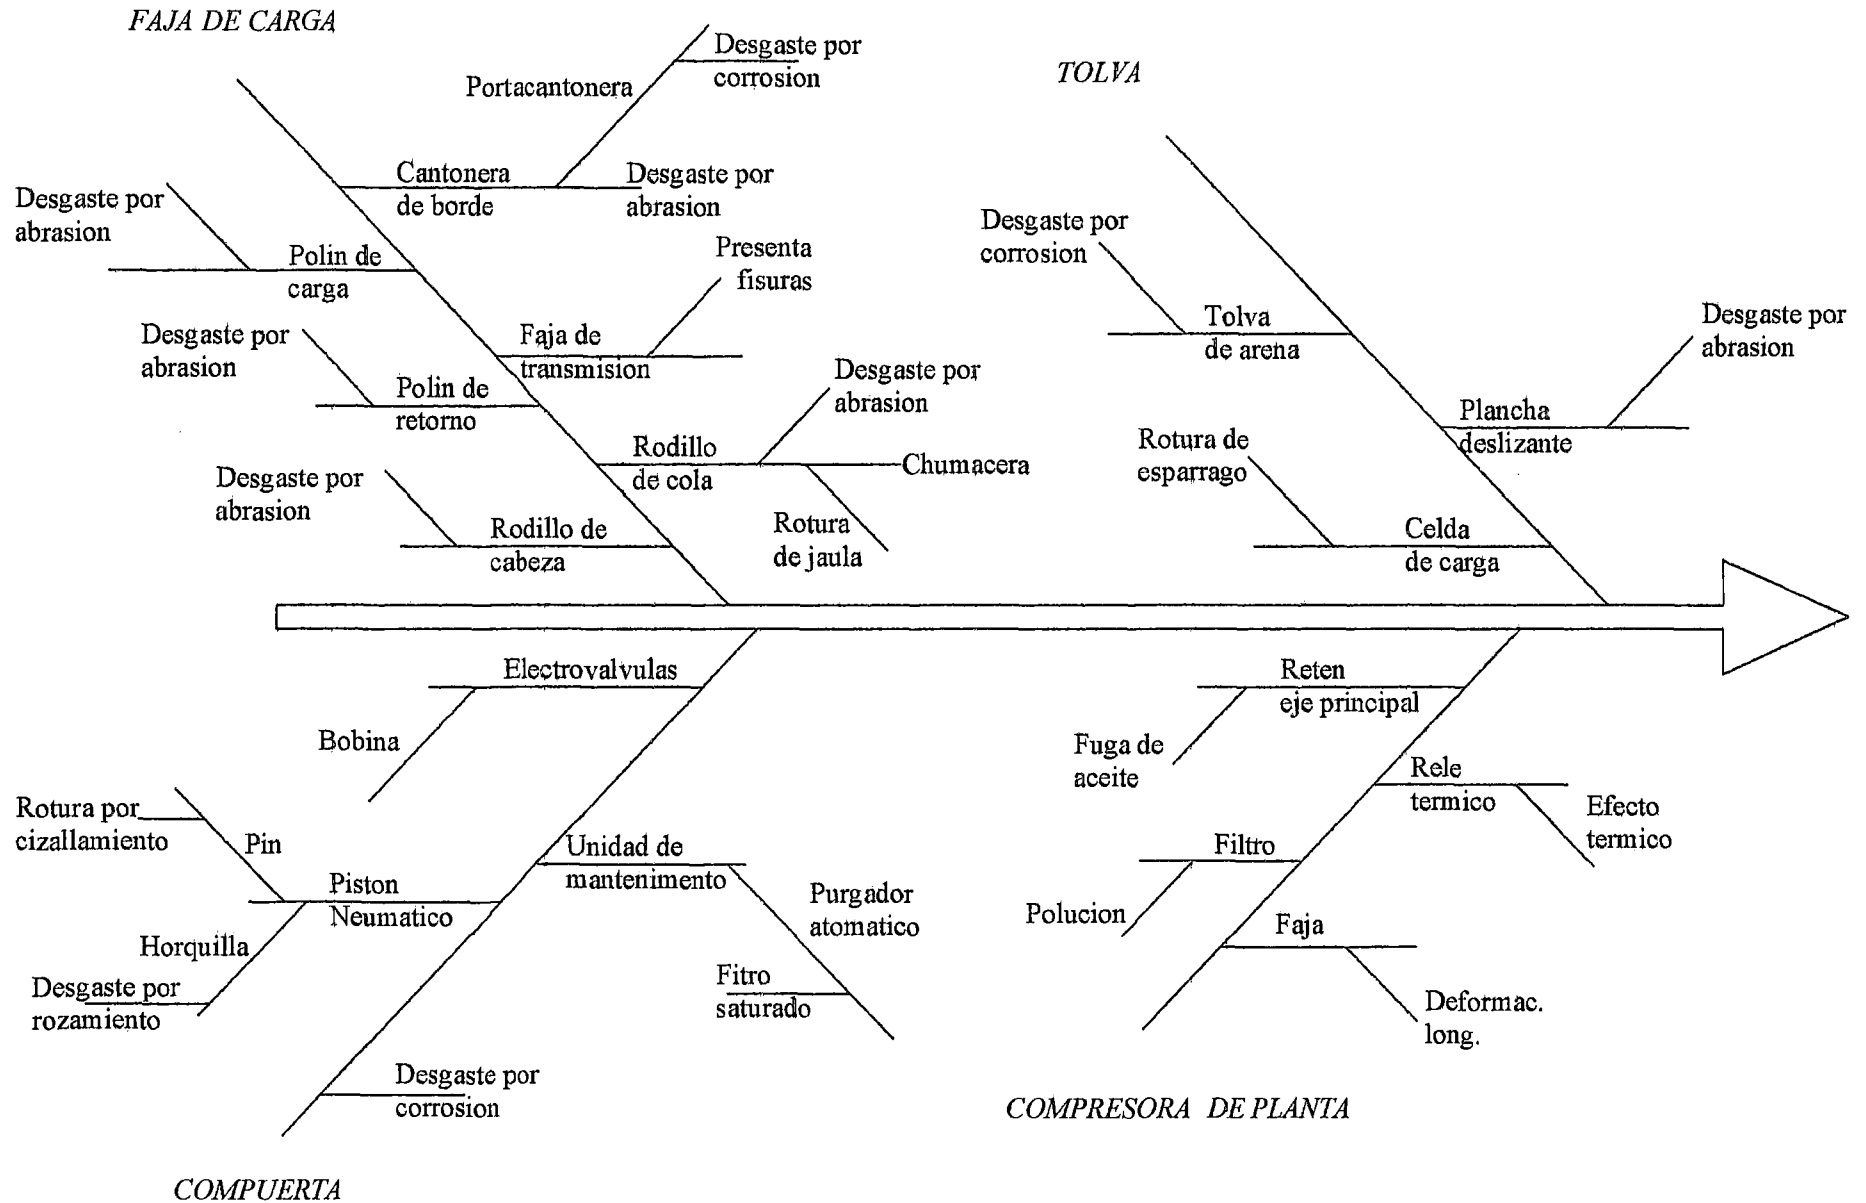 FAJA DE CARGA
Desgaste por
corrosion
Portacantonera
Cantonera
de borde
Desgaste por
abrasion
Desgaste por
abrasion
Polin de
carga
Presenta
fisuras
Faja de
transmision
Desgaste por
abrasion
Polin de
retorno
Desgaste por
abrasion
Rodillo
de cola
Chumacera
Rotura
de jaula
Desgaste por
abrasion
Rodillo de
cabeza
TOLVA
Desgaste por
corrosion
Tolva
de arena
Desgaste por
abrasion
Plancha
deslizante
Rotura de
esparrago
Celda
de carga
Electrovalvulas
Bobina
Rotura por
cizallamiento
Pin
Piston
Neumatico
Horquilla
Desgaste por
rozamiento
Unidad de
mantenimento
Purgador
atomatico
Fitro
saturado
Desgaste por
corrosion
COMPUERTA
Reten
eje principal
Fuga de
aceite
Rele
termico
Efecto
termico
Filtro
Polucion
Faja
Deformac.
long.
COMPRESORA DE PLANTA